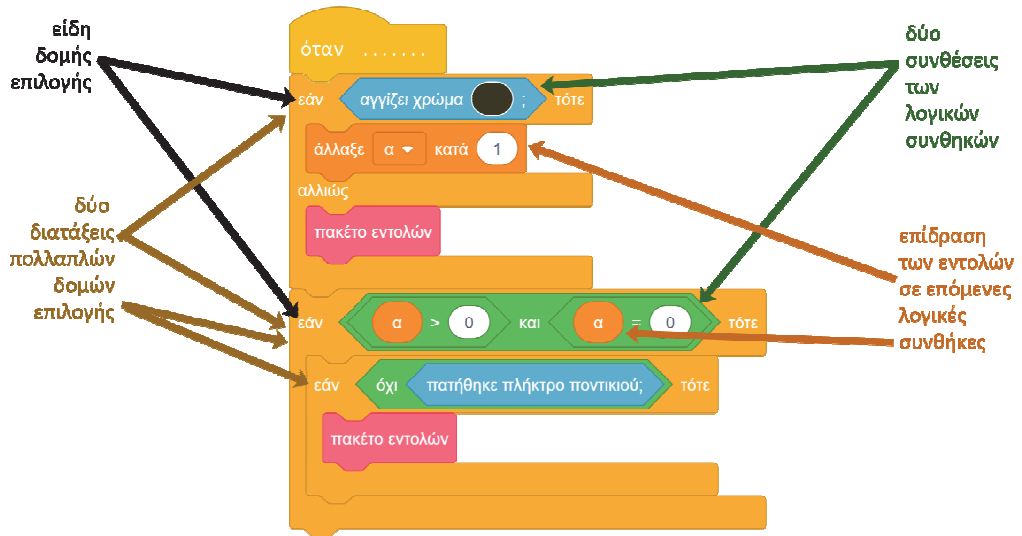 είδη
δομής
επιλογής
δύο
διατάξεις
πολλαπλών
δομών
επιλογής
όταν .......
εάν αγγίζει χρώμα ; τότε
άλλαξε α κατά 1
αλλιώς
πακέτο εντολών
εάν α > 0 και α = 0 τότε
εάν όχι πατήθηκε πλήκτρο ποντικιού; τότε
πακέτο εντολών
δύο
συνθέσεις
των
λογικών
συνθηκών
επίδραση
των εντολών
σε επόμενες
λογικές
συνθήκες